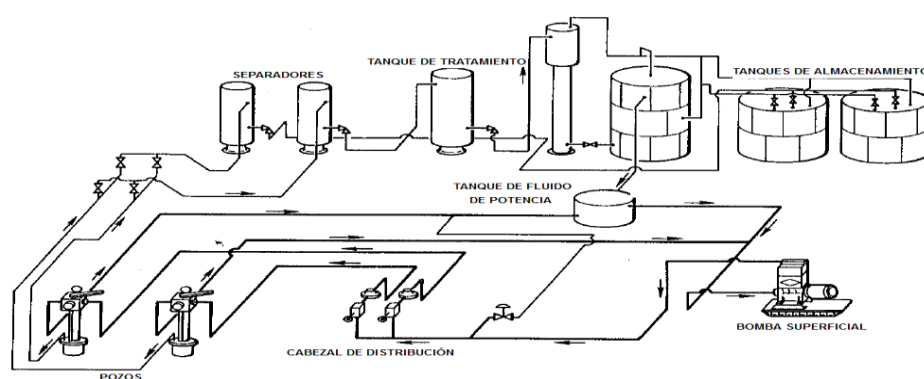 SEPARADORES
TANQUE DE TRATAMIENTO
TANQUES DE ALMACENAMIENTO
TANQUE DE FLUIDO
DE POTENCIA
BOMBA SUPERFICIAL
CABEZAL DE DISTRIBUCIÓN
POZOS